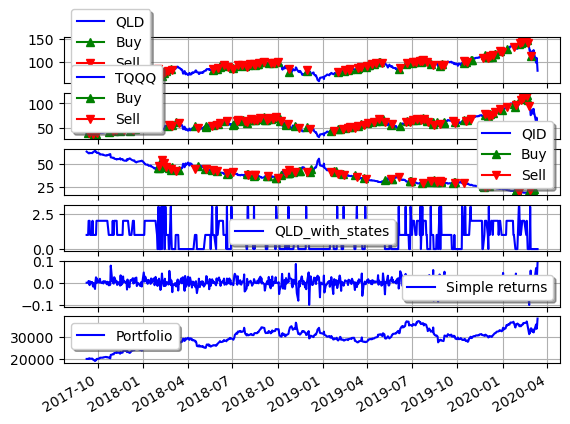 QLD
Buy
Sell
150
100
TQQQ
Buy
Sell
100
50
QID
Buy
Sell
50
25
2.5
0.0
QLD_with_states
0.1
0.0
−0.1
Simple returns
30000
20000
Portfolio
2017-10
2018-01
2018-04
2018-07
2018-10
2019-01
2019-04
2019-07
2019-10
2020-01
2020-04